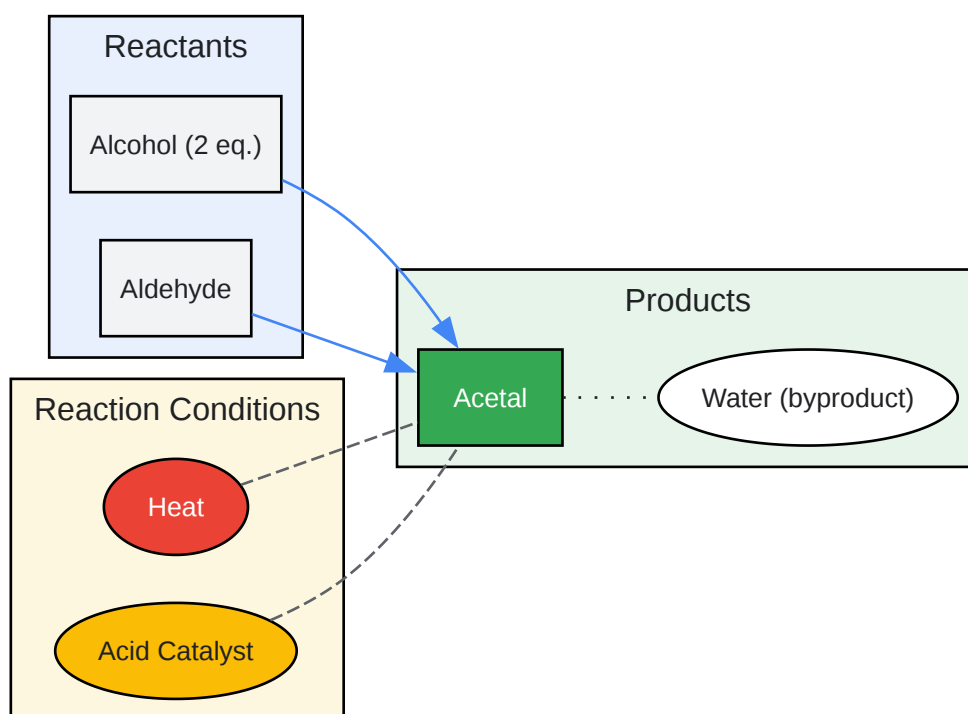 Reactants
Alcohol (2 eq.)
Aldehyde
Products
Acetal
Water (byproduct)
Reaction Conditions
Heat
Acid Catalyst